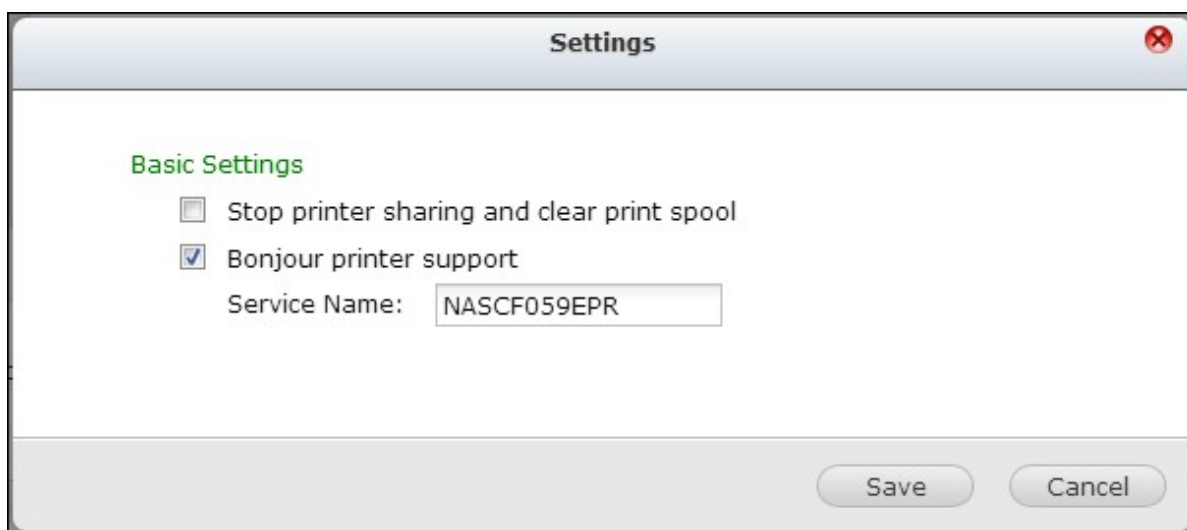 Settings
Basic Settings
Stop printer sharing and clear print spool
Bonjour printer support
Service Name: NASCF059EPR
Save Cancel